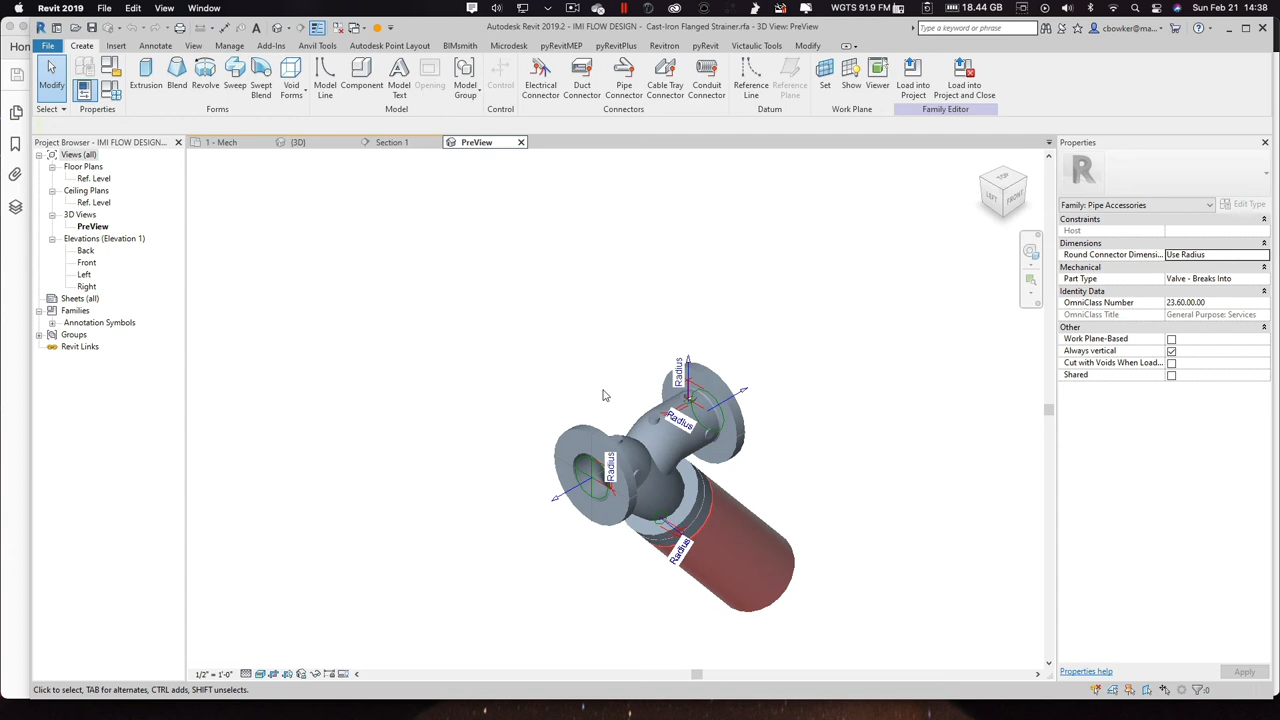 Revit 2019 File Edit View Window WGTS 91.9 FM 18.44 GB Sun Feb 21 14:38
Autodesk Revit 2019.2 - IMI FLOW DESIGN - Cast-Iron Flanged Strainer.rfa - 3D View: PreView
Type a keyword or phrase
cbowker@ma...
Hom
File Create Insert Annotate View Manage Add-Ins Anvil Tools Autodesk Point Layout BIMsmith Microdesk pyRevitMEP pyRevitPlus Revitron pyRevit Victaulic Tools Modify
Modify Extrusion Blend Revolve Sweep Swept Blend Void Forms Model Line Component Model Text Opening Model Group Control Electrical Connector Duct Connector Pipe Connector Cable Tray Connector Conduit Connector Reference Line Reference Plane Set Show Viewer Load into Project Load into Project and Close
Select Properties Forms Model Control Connectors Datum Work Plane Family Editor
Project Browser - IMI FLOW DESIGN...
1 - Mech
{3D}
Section 1
PreView
Views (all)
Floor Plans
Ref. Level
Ceiling Plans
Ref. Level
3D Views
PreView
Elevations (Elevation 1)
Back
Front
Left
Right
Sheets (all)
Families
Annotation Symbols
Groups
Revit Links
TOP
LEFT
FRONT
Radius
Radius
Radius
Radius
Properties
R
Family: Pipe Accessories Edit Type
Constraints
Host
Dimensions
Round Connector Dimensi... Use Radius
Mechanical
Part Type Valve - Breaks Into
Identity Data
OmniClass Number 23.60.00.00
OmniClass Title General Purpose: Services
Other
Work Plane-Based
Always vertical
Cut with Voids When Load...
Shared
Properties help
Apply
1/2" = 1'-0"
Click to select, TAB for alternates, CTRL adds, SHIFT unselects.
:0